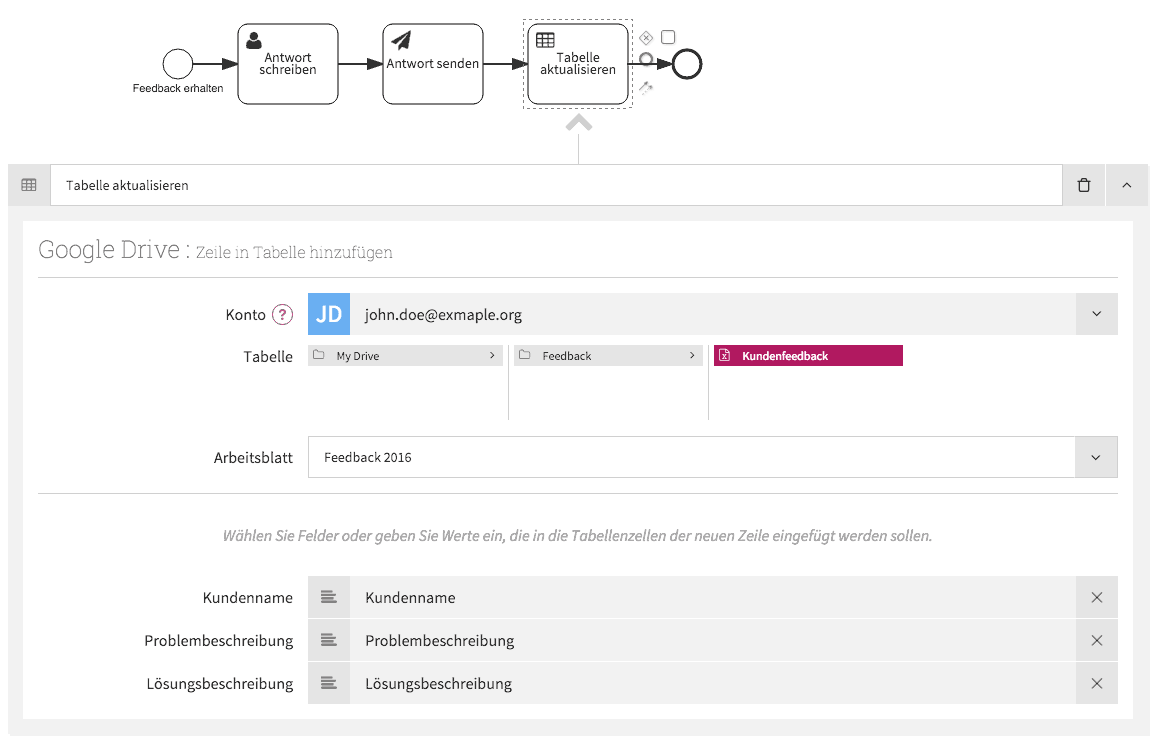 Feedback erhalten
Antwort
schreiben
Antwort senden
Tabelle
aktualisieren
Tabelle aktualisieren
Google Drive : Zeile in Tabelle hinzufügen
Konto ? JD john.doe@exmaple.org
Tabelle My Drive Feedback Kundenfeedback
Arbeitsblatt Feedback 2016
Wählen Sie Felder oder geben Sie Werte ein, die in die Tabellenzellen der neuen Zeile eingefügt werden sollen.
Kundenname Kundenname
Problembeschreibung Problembeschreibung
Lösungsbeschreibung Lösungsbeschreibung